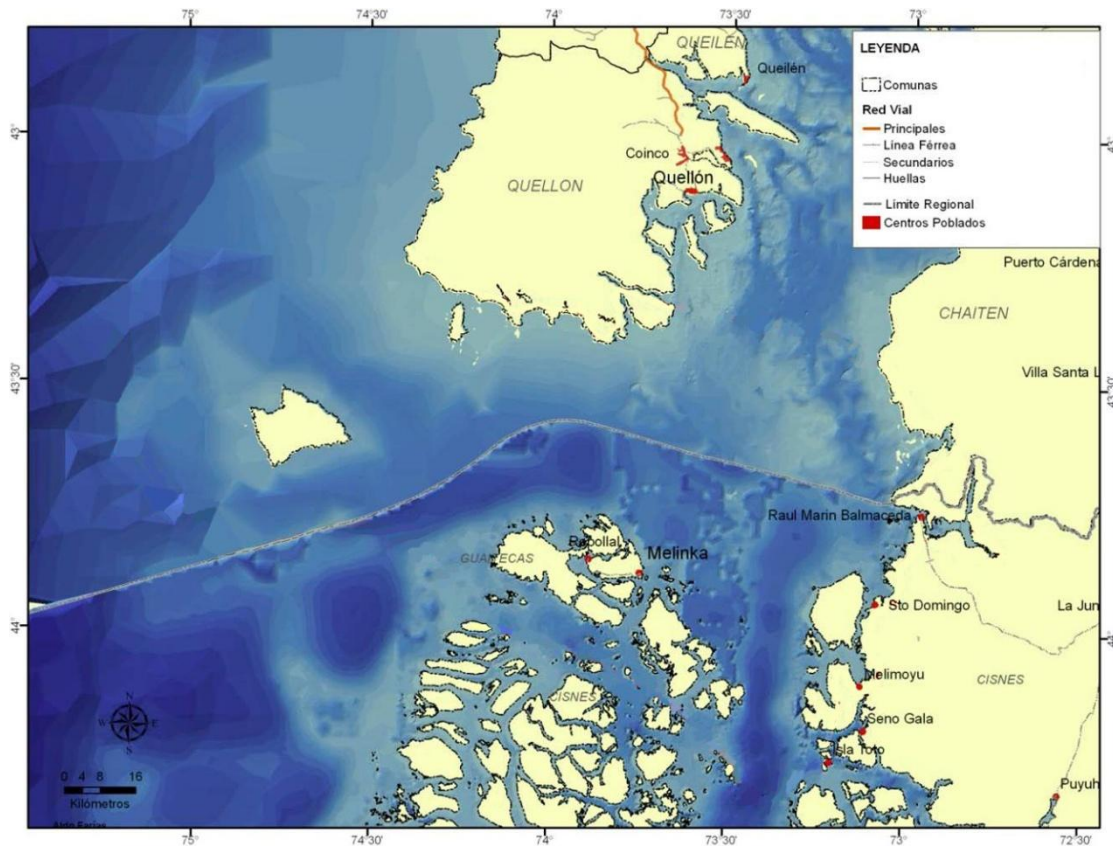 75°
74°30'
74°
73°30'
73°
QUEILÉN
LEYENDA
Queilén
Comunas
Red Vial
Principales
Línea Férrea
Secundarios
Huellas
Límite Regional
Centros Poblados
43°
43°
Coinco
Quellón
QUELLON
Puerto Cárdena
CHAITEN
43°30'
43°30'
Villa Santa L
Raul Marin Balmaceda
GUAITECAS
Repollal
Melinka
44°
Sto Domingo
La Jun
Melimoyu
CISNES
CISNES
Seno Gala
Isla Toto
N
W
E
S
0 4 8 16
Kilómetros
Puyuh
Aldo Farias
75°
74°30'
74°
73°30'
73°
72°30'